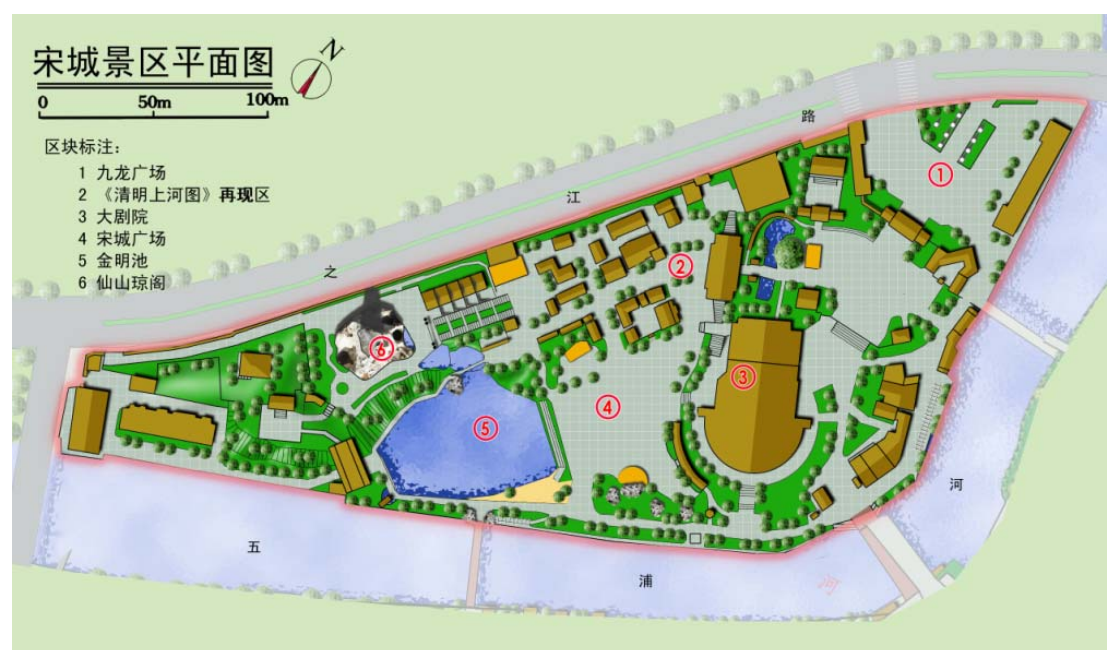 宋城景区平面图
N
0 50m 100m
区块标注：
1 九龙广场
2 《清明上河图》再现区
3 大剧院
4 宋城广场
5 金明池
6 仙山琼阁
路
江
之
①
②
③
④
⑤
⑥
五
浦
河